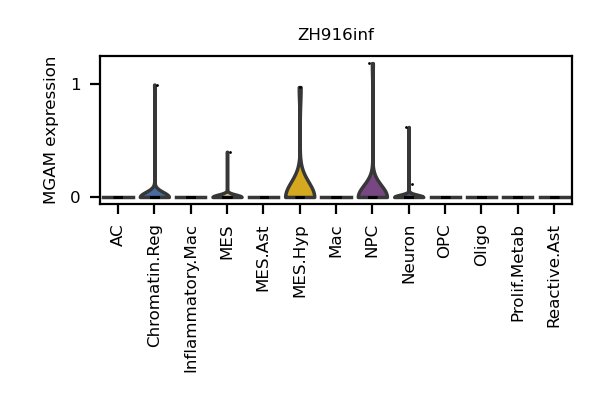 ZH916inf
MGAM expression
1
0
AC
Chromatin.Reg
Inflammatory.Mac
MES
MES.Ast
MES.Hyp
Mac
NPC
Neuron
OPC
Oligo
Prolif.Metab
Reactive.Ast